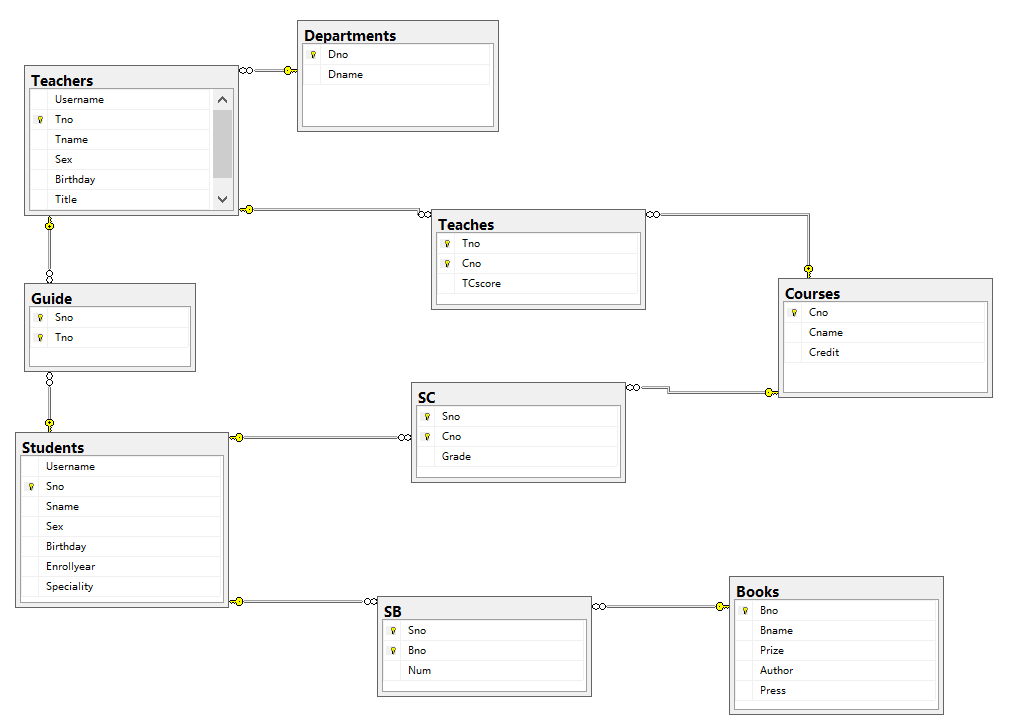 Departments
Dno
Dname
Teachers
Username
Tno
Tname
Sex
Birthday
Title
Teaches
Tno
Cno
TCscore
Courses
Cno
Cname
Credit
Guide
Sno
Tno
SC
Sno
Cno
Grade
Students
Username
Sno
Sname
Sex
Birthday
Enrollyear
Speciality
SB
Sno
Bno
Num
Books
Bno
Bname
Prize
Author
Press